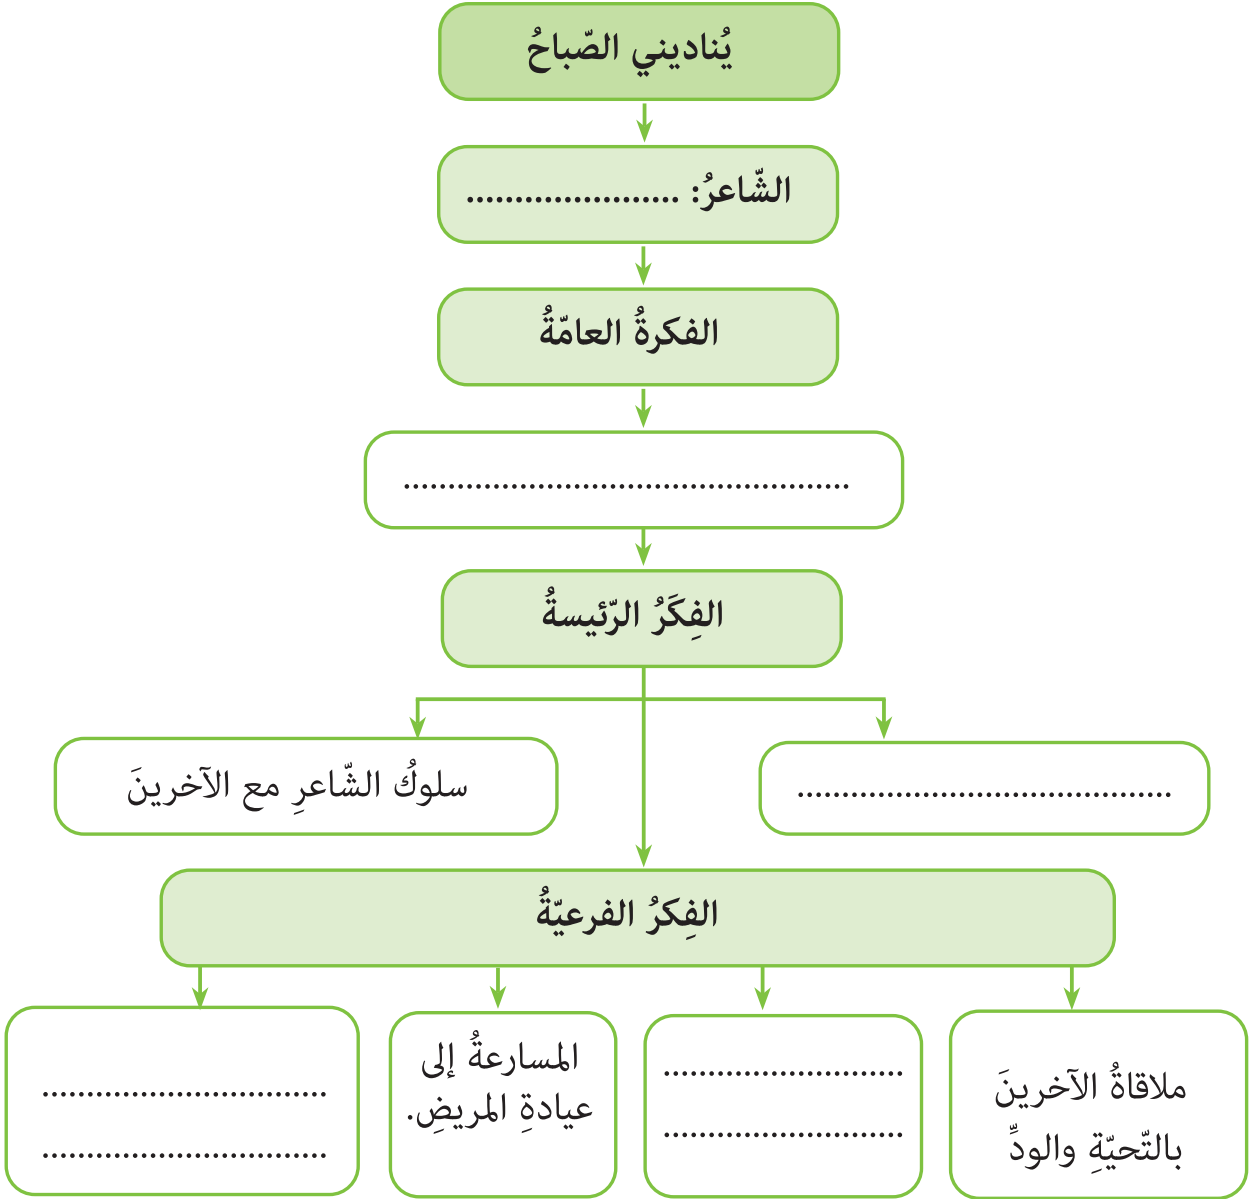 يُناديني الصّباحُ
الشّاعرُ: ......................
الفكرةُ العامّةُ
..................................................
الفِكَرُ الرّئيسةُ
..........................................
سلوكُ الشّاعرِ مع الآخرينَ
الفِكرُ الفرعيّةُ
ملاقاةُ الآخرينَ
بالتّحيّةِ والودِّ
...........................
...........................
المسارعةُ إلى
عيادةِ المريضِ.
................................
................................